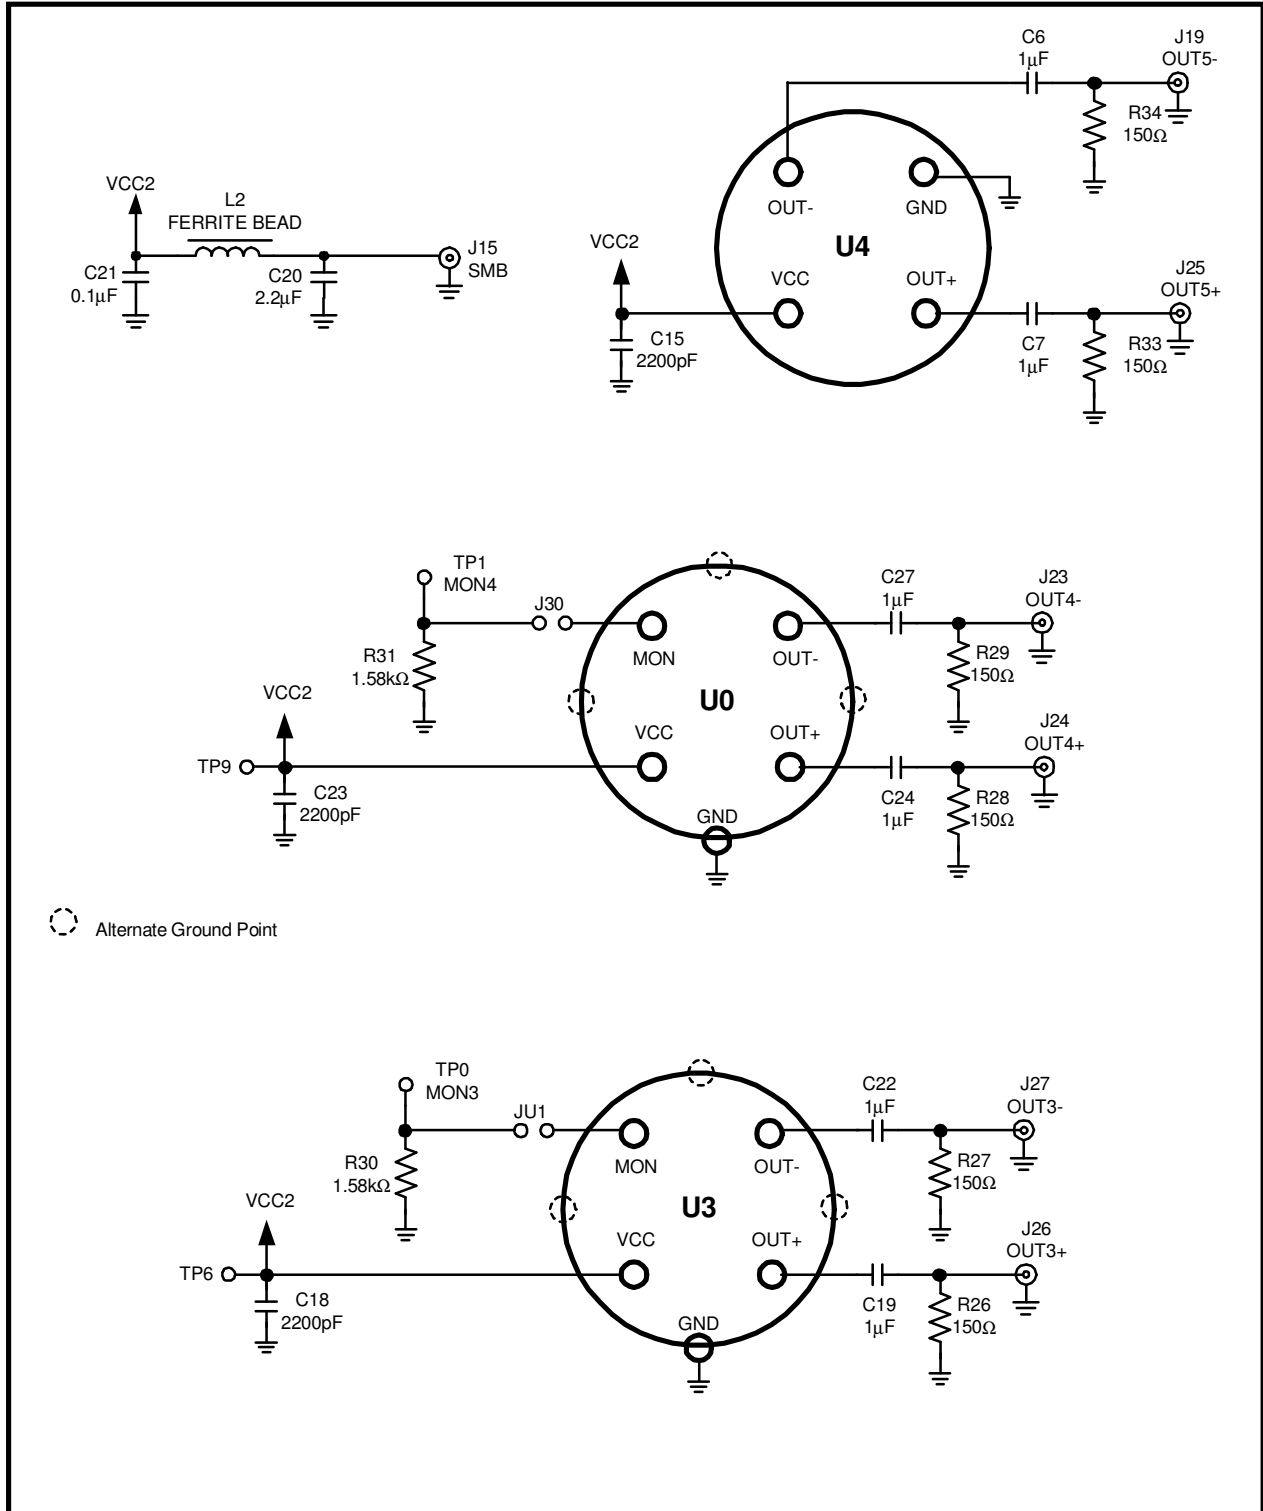 C6
1μF
J19
OUT5-
R34
150Ω
VCC2
L2
FERRITE BEAD
C21
0.1μF
C20
2.2μF
J15
SMB
OUT-
GND
U4
VCC2
VCC
OUT+
C15
2200pF
C7
1μF
J25
OUT5+
R33
150Ω
TP1
MON4
J30
R31
1.58kΩ
MON
OUT-
C27
1μF
J23
OUT4-
R29
150Ω
U0
VCC2
TP9
VCC
OUT+
C23
2200pF
GND
C24
1μF
J24
OUT4+
R28
150Ω
Alternate Ground Point
TP0
MON3
JU1
R30
1.58kΩ
MON
OUT-
C22
1μF
J27
OUT3-
R27
150Ω
U3
VCC2
TP6
VCC
OUT+
C18
2200pF
GND
C19
1μF
J26
OUT3+
R26
150Ω